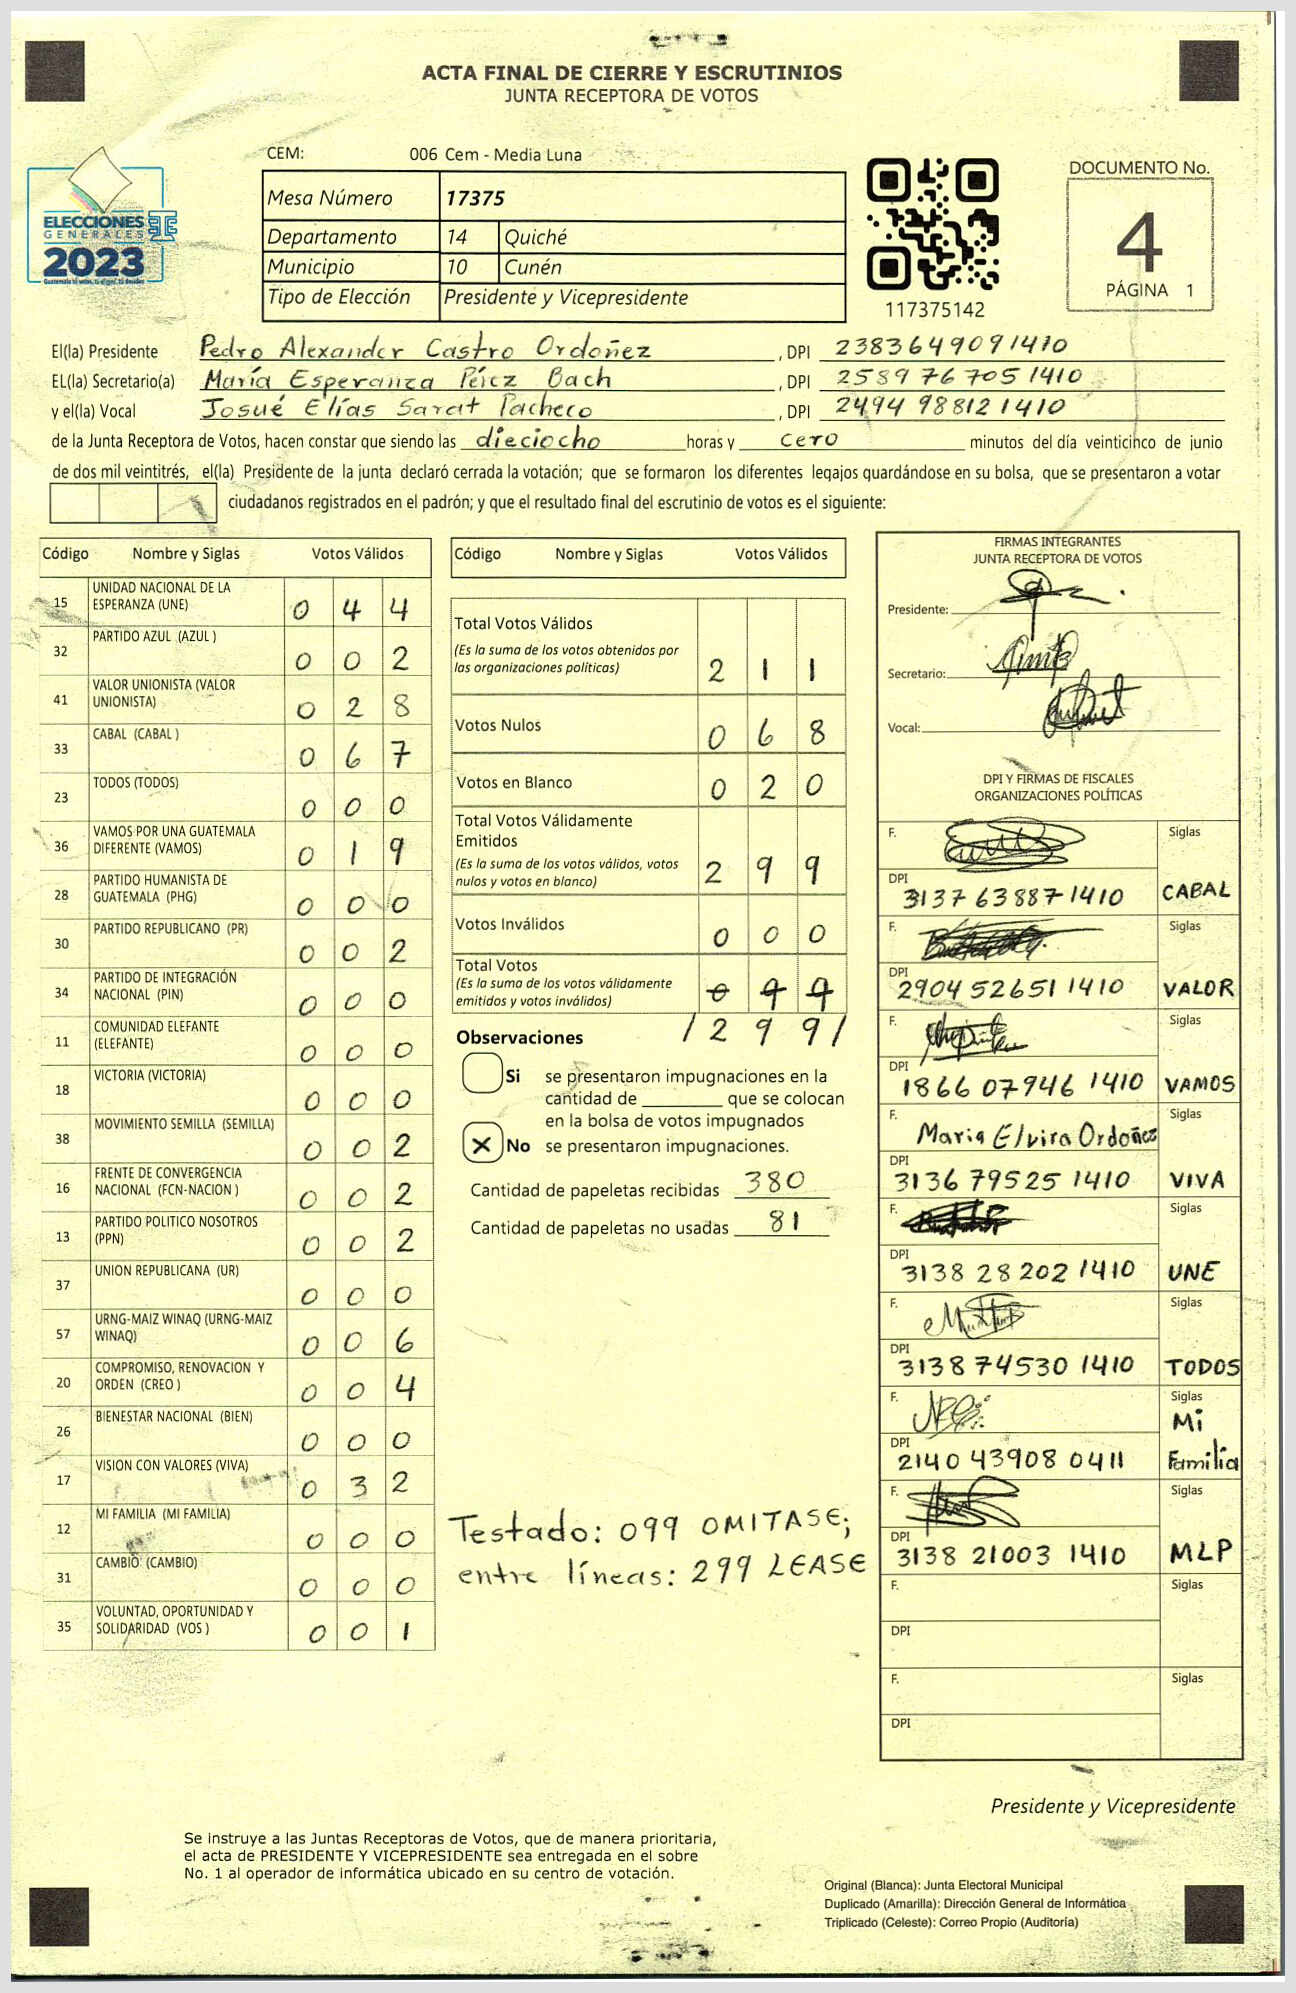 ACTA FINAL DE CIERRE Y ESCRUTINIOS
JUNTA RECEPTORA DE VOTOS
ELECCIONES
GENERALES
2023
CEM: 006 Cem - Media Luna
Mesa Número 17375
Departamento 14 Quiché
Municipio 10 Cunén
Tipo de Elección Presidente y Vicepresidente
117375142
DOCUMENTO No.
4
PÁGINA 1
El(la) Presidente Pedro Alexander Castro Ordoñez , DPI 2383649091410
EL(la) Secretario(a) María Esperanza Pérez Bach , DPI 2589 76705 1410
y el(la) Vocal Josué Elías Sarat Pacheco , DPI 2494 98812 1410
de la Junta Receptora de Votos, hacen constar que siendo las dieciocho horas y cero minutos del día veinticinco de junio
de dos mil veintitrés, el(la) Presidente de la junta declaró cerrada la votación; que se formaron los diferentes legajos guardándose en su bolsa, que se presentaron a votar
ciudadanos registrados en el padrón; y que el resultado final del escrutinio de votos es el siguiente:
Código Nombre y Siglas Votos Válidos
15 UNIDAD NACIONAL DE LA ESPERANZA (UNE) 0 4 4
32 PARTIDO AZUL (AZUL ) 0 0 2
41 VALOR UNIONISTA (VALOR UNIONISTA) 0 2 8
33 CABAL (CABAL ) 0 6 7
23 TODOS (TODOS) 0 0 0
36 VAMOS POR UNA GUATEMALA DIFERENTE (VAMOS) 0 1 9
28 PARTIDO HUMANISTA DE GUATEMALA (PHG) 0 0 0
30 PARTIDO REPUBLICANO (PR) 0 0 2
34 PARTIDO DE INTEGRACIÓN NACIONAL (PIN) 0 0 0
11 COMUNIDAD ELEFANTE (ELEFANTE) 0 0 0
18 VICTORIA (VICTORIA) 0 0 0
38 MOVIMIENTO SEMILLA (SEMILLA) 0 0 2
16 FRENTE DE CONVERGENCIA NACIONAL (FCN-NACION ) 0 0 2
13 PARTIDO POLITICO NOSOTROS (PPN) 0 0 2
37 UNION REPUBLICANA (UR) 0 0 0
57 URNG-MAIZ WINAQ (URNG-MAIZ WINAQ) 0 0 6
20 COMPROMISO, RENOVACION Y ORDEN (CREO ) 0 0 4
26 BIENESTAR NACIONAL (BIEN) 0 0 0
17 VISION CON VALORES (VIVA) 0 3 2
12 MI FAMILIA (MI FAMILIA) 0 0 0
31 CAMBIO (CAMBIO) 0 0 0
35 VOLUNTAD, OPORTUNIDAD Y SOLIDARIDAD (VOS ) 0 0 1
Código Nombre y Siglas Votos Válidos
Total Votos Válidos
(Es la suma de los votos obtenidos por
las organizaciones políticas) 2 1 1
Votos Nulos 0 6 8
Votos en Blanco 0 2 0
Total Votos Válidamente
Emitidos
(Es la suma de los votos válidos, votos
nulos y votos en blanco) 2 9 9
Votos Inválidos 0 0 0
Total Votos
(Es la suma de los votos válidamente
emitidos y votos inválidos) 0 9 9
/ 2 9 9 /
Observaciones
Si se presentaron impugnaciones en la
cantidad de ________ que se colocan
en la bolsa de votos impugnados
X No se presentaron impugnaciones.
Cantidad de papeletas recibidas 380
Cantidad de papeletas no usadas 81
Testado: 099 OMITASE;
entre líneas: 299 LEASE
FIRMAS INTEGRANTES
JUNTA RECEPTORA DE VOTOS
Presidente:
Secretario:
Vocal:
DPI Y FIRMAS DE FISCALES
ORGANIZACIONES POLÍTICAS
F. Siglas
DPI 3137 63887 1410 CABAL
F. Siglas
DPI 2904 52651 1410 VALOR
F. Siglas
DPI 1866 07946 1410 VAMOS
F. Maria Elvira Ordoñez Siglas
DPI 3136 79525 1410 VIVA
F. Siglas
DPI 3138 28202 1410 UNE
F. Siglas
DPI 3138 74530 1410 TODOS
F. Siglas
DPI 2140 43908 0411 Mi Familia
F. Siglas
DPI 3138 21003 1410 MLP
F. Siglas
DPI
F. Siglas
DPI
Presidente y Vicepresidente
Se instruye a las Juntas Receptoras de Votos, que de manera prioritaria,
el acta de PRESIDENTE Y VICEPRESIDENTE sea entregada en el sobre
No. 1 al operador de informática ubicado en su centro de votación.
Original (Blanca): Junta Electoral Municipal
Duplicado (Amarilla): Dirección General de Informática
Triplicado (Celeste): Correo Propio (Auditoría)